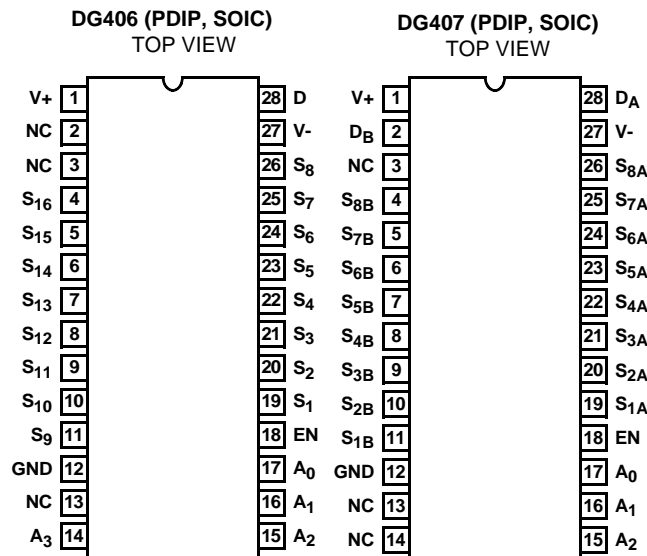 DG406 (PDIP, SOIC)
TOP VIEW
V+ 1 28 D
NC 2 27 V-
NC 3 26 S8
S16 4 25 S7
S15 5 24 S6
S14 6 23 S5
S13 7 22 S4
S12 8 21 S3
S11 9 20 S2
S10 10 19 S1
S9 11 18 EN
GND 12 17 A0
NC 13 16 A1
A3 14 15 A2
DG407 (PDIP, SOIC)
TOP VIEW
V+ 1 28 DA
DB 2 27 V-
NC 3 26 S8A
S8B 4 25 S7A
S7B 5 24 S6A
S6B 6 23 S5A
S5B 7 22 S4A
S4B 8 21 S3A
S3B 9 20 S2A
S2B 10 19 S1A
S1B 11 18 EN
GND 12 17 A0
NC 13 16 A1
NC 14 15 A2